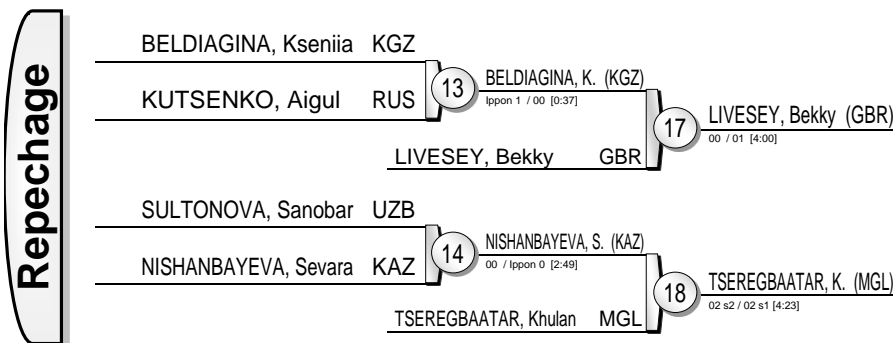 Repechage
BELDIAGINA, Kseniia KGZ
KUTSENKO, Aigul RUS
13
BELDIAGINA, K. (KGZ)
Ippon 1 / 00 [0:37]
LIVESEY, Bekky GBR
17
LIVESEY, Bekky (GBR)
00 / 01 [4:00]
SULTONOVA, Sanobar UZB
NISHANBAYEVA, Sevara KAZ
14
NISHANBAYEVA, S. (KAZ)
00 / Ippon 0 [2:49]
TSEREGBAATAR, Khulan MGL
18
TSEREGBAATAR, K. (MGL)
02 s2 / 02 s1 [4:23]